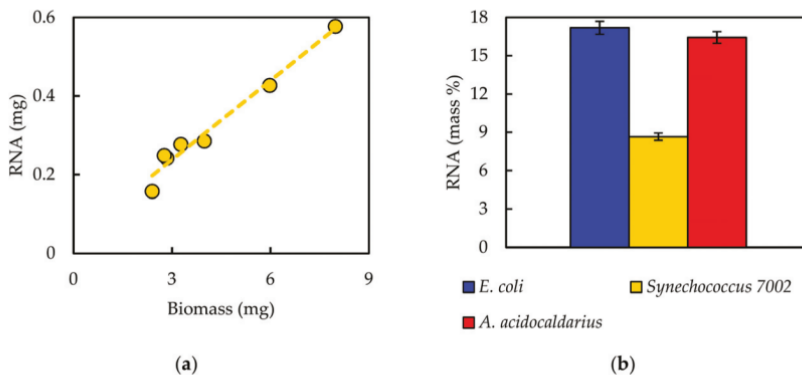 0.6
0.4
0.2
0
RNA (mg)
0
3
6
9
Biomass (mg)
(a)
18
15
12
9
6
3
0
RNA (mass %)
E. coli
Synechococcus 7002
A. acidocaldarius
(b)